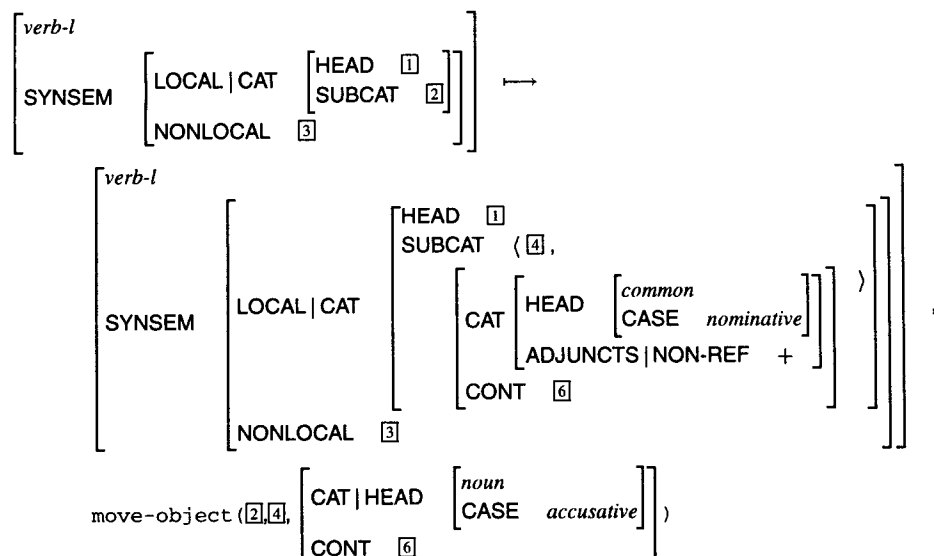 verb-l
SYNSEM LOCAL | CAT HEAD 1
SUBCAT 2
NONLOCAL 3
⟼
verb-l
SYNSEM LOCAL | CAT HEAD 1
SUBCAT ⟨ 4 ,
CAT HEAD common
CASE nominative
ADJUNCTS | NON-REF +
CONT 6 ⟩
NONLOCAL 3 ,
move-object( 2 , 4 , CAT | HEAD noun
CASE accusative
CONT 6 )